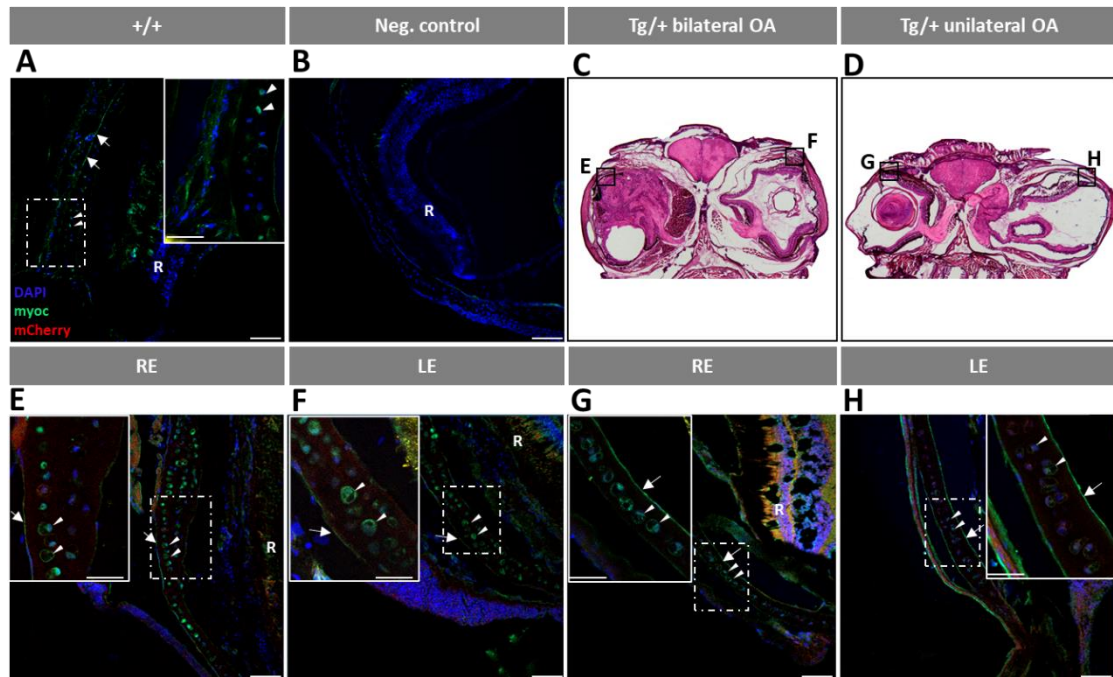 +/+
Neg. control
Tg/+ bilateral OA
Tg/+ unilateral OA
A
B
C
D
R
DAPI
myoc
mCherry
R
E
F
G
H
RE
LE
RE
LE
E
F
G
H
R
R
R